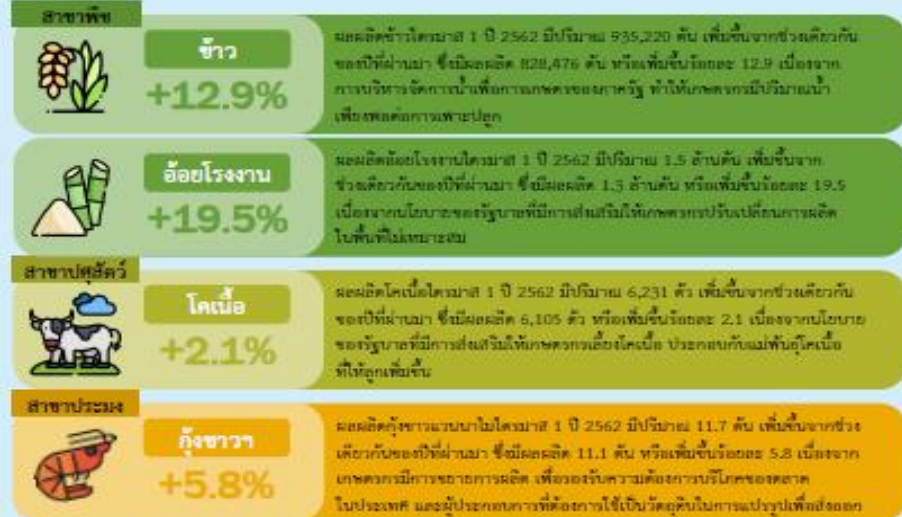 สาขาพืช
ข้าว
+12.9%
ผลผลิตข้าวไตรมาส 1 ปี 2562 มีปริมาณ 935,220 ตัน เพิ่มขึ้นจากช่วงเดียวกัน
ของปีที่ผ่านมา ซึ่งมีผลผลิต 828,476 ตัน หรือเพิ่มขึ้นร้อยละ 12.9 เนื่องจาก
การบริหารจัดการน้ำเพื่อการเกษตรของภาครัฐ ทำให้เกษตรกรมีปริมาณน้ำ
เพียงพอต่อการเพาะปลูก
อ้อยโรงงาน
+19.5%
ผลผลิตอ้อยโรงงานไตรมาส 1 ปี 2562 มีปริมาณ 1.5 ล้านตัน เพิ่มขึ้นจาก
ช่วงเดียวกันของปีที่ผ่านมา ซึ่งมีผลผลิต 1.3 ล้านตัน หรือเพิ่มขึ้นร้อยละ 19.5
เนื่องจากนโยบายของรัฐบาลที่มีการส่งเสริมให้เกษตรกรปรับเปลี่ยนการผลิต
ในพื้นที่ไม่เหมาะสม
สาขาปศุสัตว์
โคเนื้อ
+2.1%
ผลผลิตโคเนื้อไตรมาส 1 ปี 2562 มีปริมาณ 6,231 ตัว เพิ่มขึ้นจากช่วงเดียวกัน
ของปีที่ผ่านมา ซึ่งมีผลผลิต 6,105 ตัว หรือเพิ่มขึ้นร้อยละ 2.1 เนื่องจากนโยบาย
ของรัฐบาลที่มีการส่งเสริมให้เกษตรกรเลี้ยงโคเนื้อ ประกอบกับแม่พันธุ์โคเนื้อ
ที่ให้ลูกเพิ่มขึ้น
สาขาประมง
กุ้งขาวฯ
+5.8%
ผลผลิตกุ้งขาวแวนนาไมไตรมาส 1 ปี 2562 มีปริมาณ 11.7 ตัน เพิ่มขึ้นจากช่วง
เดียวกันของปีที่ผ่านมา ซึ่งมีผลผลิต 11.1 ตัน หรือเพิ่มขึ้นร้อยละ 5.8 เนื่องจาก
เกษตรกรมีการขยายการผลิต เพื่อรองรับความต้องการบริโภคของตลาด
ในประเทศ และผู้ประกอบการที่ต้องการใช้เป็นวัตถุดิบในการแปรรูปเพื่อส่งออก